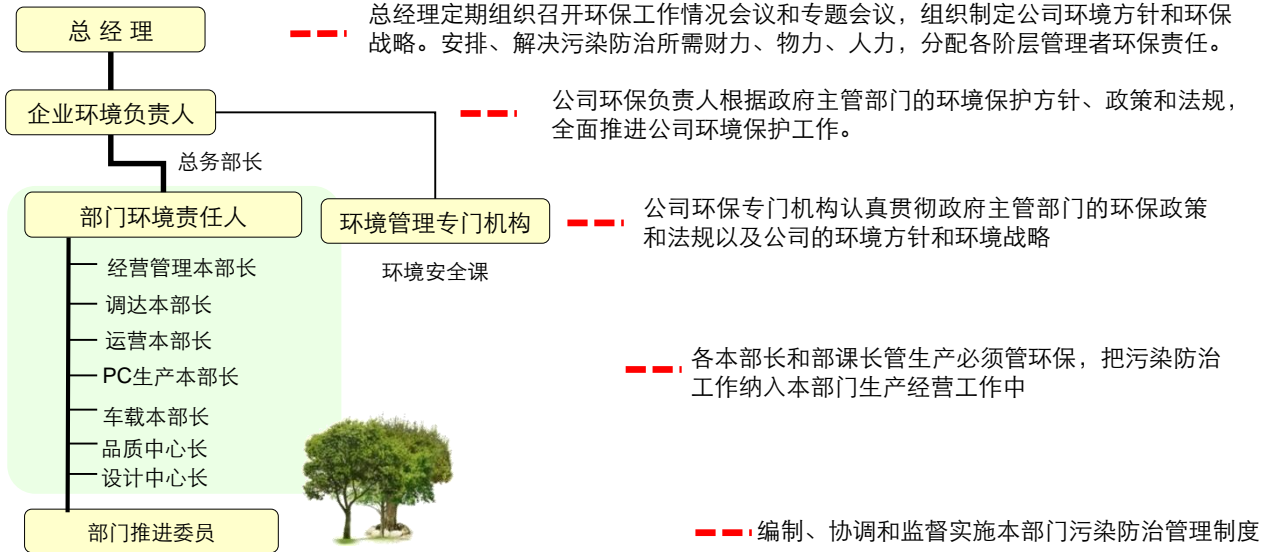 总经理
总经理定期组织召开环保工作情况会议和专题会议，组织制定公司环境方针和环保
战略。安排、解决污染防治所需财力、物力、人力，分配各阶层管理者环保责任。
企业环境负责人
公司环保负责人根据政府主管部门的环境保护方针、政策和法规，
全面推进公司环境保护工作。
总务部长
部门环境责任人
环境管理专门机构
公司环保专门机构认真贯彻政府主管部门的环保政策
和法规以及公司的环境方针和环境战略
环境安全课
经营管理本部长
调达本部长
运营本部长
PC生产本部长
车载本部长
品质中心长
设计中心长
各本部长和部课长管生产必须管环保，把污染防治
工作纳入本部门生产经营工作中
部门推进委员
编制、协调和监督实施本部门污染防治管理制度